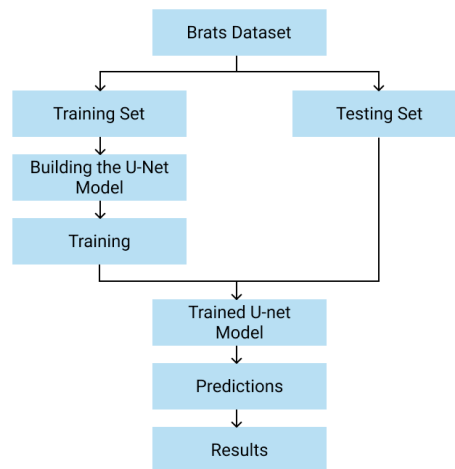 Brats Dataset
Training Set
Testing Set
Building the U-Net
Model
Training
Trained U-net
Model
Predictions
Results